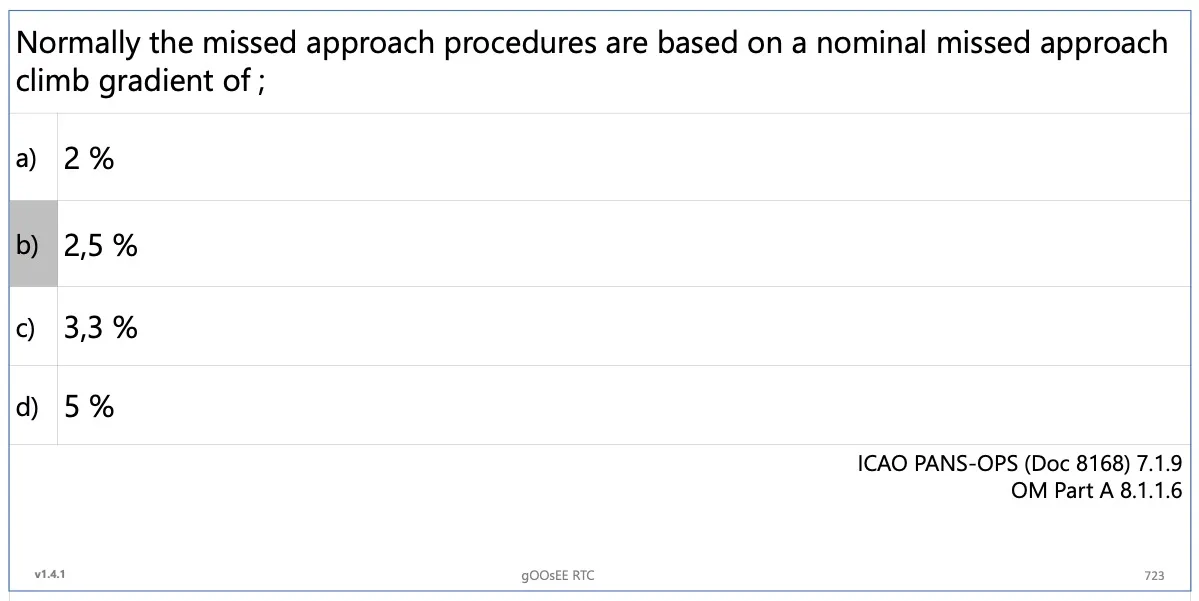 Normally the missed approach procedures are based on a nominal missed approach
climb gradient of ;
a) 2 %
b) 2,5 %
c) 3,3 %
d) 5 %
ICAO PANS-OPS (Doc 8168) 7.1.9
OM Part A 8.1.1.6
v1.4.1 gOOsEE RTC 723